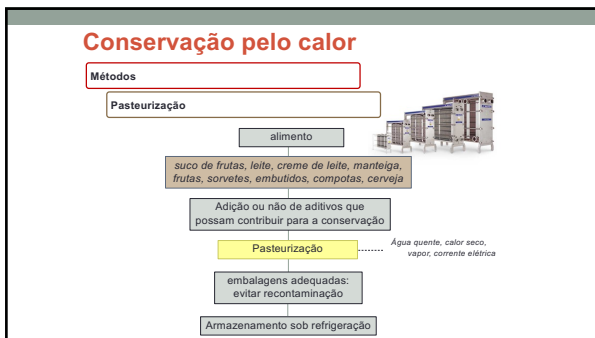 Conservação pelo calor
Métodos
Pasteurização
alimento
suco de frutas, leite, creme de leite, manteiga,
frutas, sorvetes, embutidos, compotas, cerveja
Adição ou não de aditivos que
possam contribuir para a conservação
Pasteurização
Água quente, calor seco,
vapor, corrente elétrica
embalagens adequadas:
evitar recontaminação
Armazenamento sob refrigeração